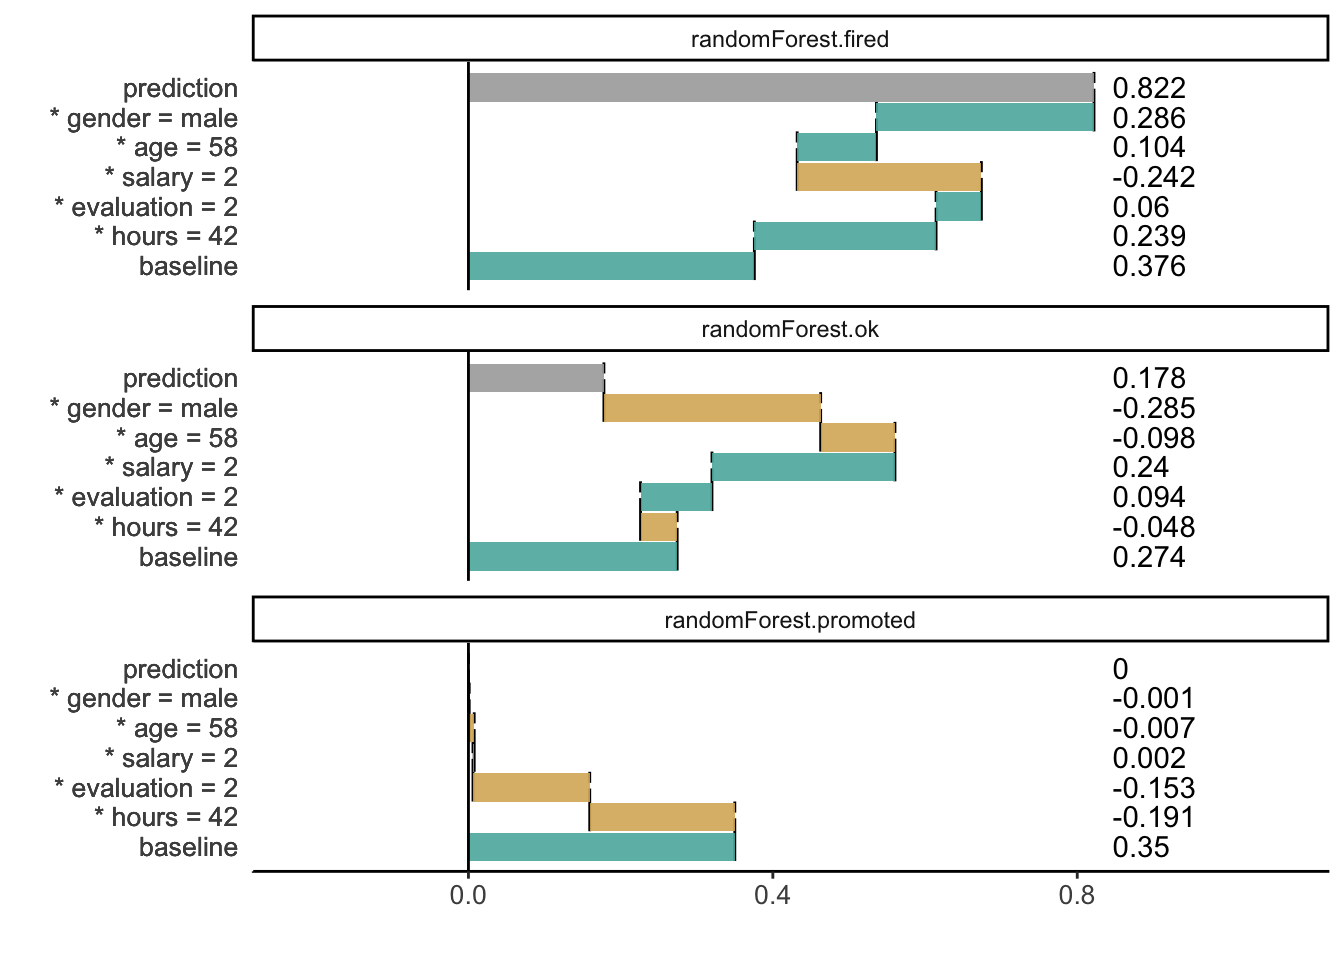 randomForest.fired
prediction 0.822
* gender = male 0.286
* age = 58 0.104
* salary = 2 -0.242
* evaluation = 2 0.06
* hours = 42 0.239
baseline 0.376
randomForest.ok
prediction 0.178
* gender = male -0.285
* age = 58 -0.098
* salary = 2 0.24
* evaluation = 2 0.094
* hours = 42 -0.048
baseline 0.274
randomForest.promoted
prediction 0
* gender = male -0.001
* age = 58 -0.007
* salary = 2 0.002
* evaluation = 2 -0.153
* hours = 42 -0.191
baseline 0.35
0.0 0.4 0.8